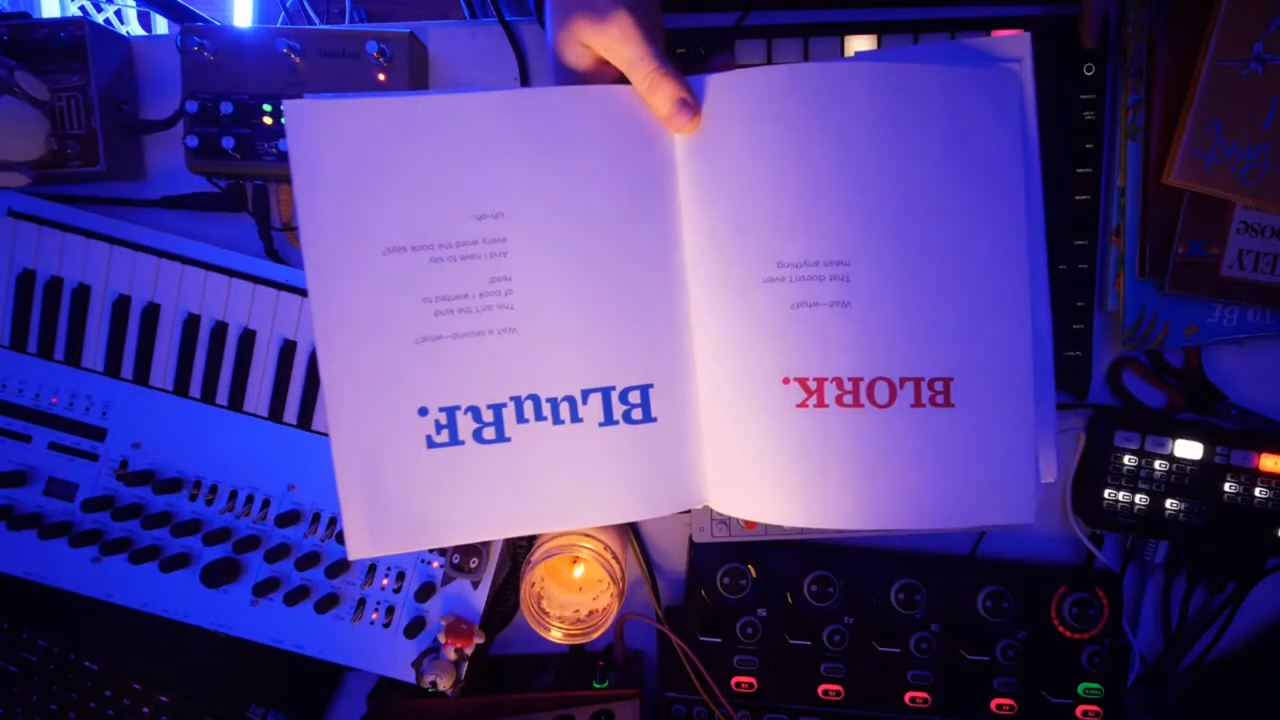 BLORK.
Wait—what?
That doesn't even
mean anything.
BLuuRF.
Wait a second—what?
This isn't the kind
of book I wanted to
read!
And I have to say
every word the book says?
Uh-oh.